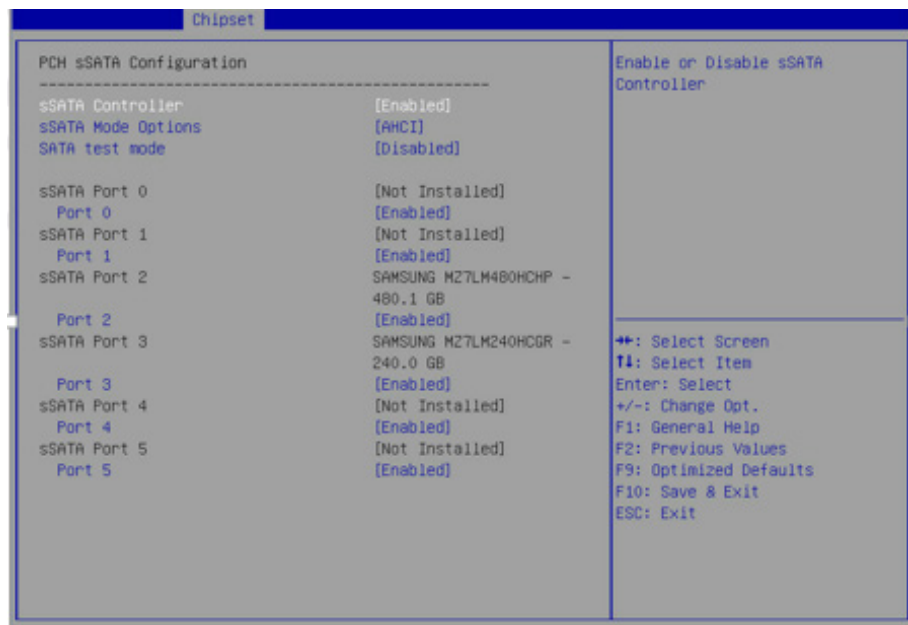 Chipset
PCH sSATA Configuration
--------------------------------------------------
sSATA Controller [Enabled]
sSATA Mode Options [AHCI]
SATA test mode [Disabled]
sSATA Port 0 [Not Installed]
Port 0 [Enabled]
sSATA Port 1 [Not Installed]
Port 1 [Enabled]
sSATA Port 2 SAMSUNG MZ7LM480HCHP -
480.1 GB
Port 2 [Enabled]
sSATA Port 3 SAMSUNG MZ7LM240HCGR -
240.0 GB
Port 3 [Enabled]
sSATA Port 4 [Not Installed]
Port 4 [Enabled]
sSATA Port 5 [Not Installed]
Port 5 [Enabled]
Enable or Disable sSATA
Controller
→←: Select Screen
↑↓: Select Item
Enter: Select
+/-: Change Opt.
F1: General Help
F2: Previous Values
F9: Optimized Defaults
F10: Save & Exit
ESC: Exit